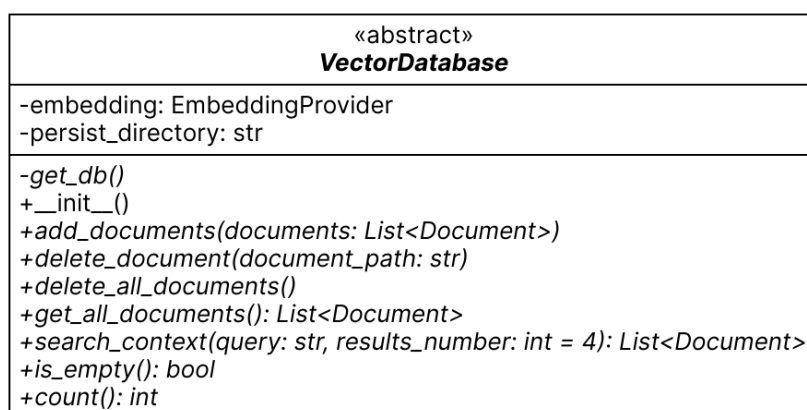 «abstract»
VectorDatabase
-embedding: EmbeddingProvider
-persist_directory: str
-get_db()
+__init__()
+add_documents(documents: List<Document>)
+delete_document(document_path: str)
+delete_all_documents()
+get_all_documents(): List<Document>
+search_context(query: str, results_number: int = 4): List<Document>
+is_empty(): bool
+count(): int